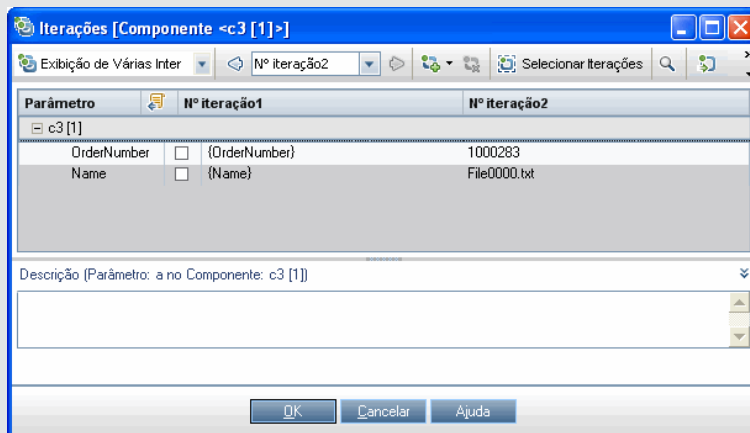 Iterações [Componente <c3 [1]>]
Exibição de Várias Inter Nº iteração2 Selecionar Iterações
Parâmetro Nº iteração1 Nº iteração2
c3 [1]
OrderNumber {OrderNumber} 1000283
Name {Name} File0000.txt
Descrição (Parâmetro: a no Componente: c3 [1])
OK Cancelar Ajuda